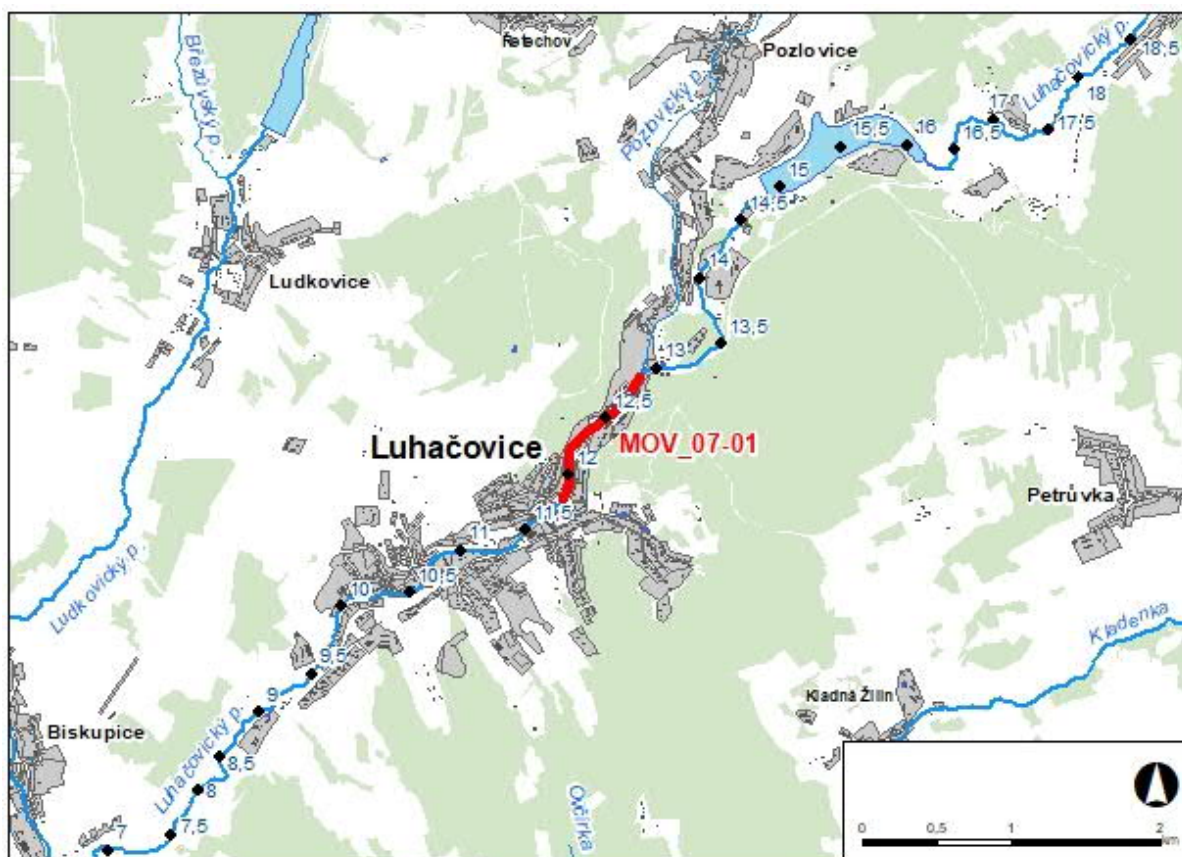 Řetechov
Pozlovice
Březůvský p.
Pozlovický p.
Luhačovický p.
18,5
18
17
17,5
16,5
16
15,5
15
14,5
14
13,5
13
Ludkovice
12,5
MOV_07-01
Luhačovice
12
11,5
11
10,5
10
Petrůvka
Ludkovický p.
Kladenka
9,5
9
Kladná Žilín
Biskupice
Luhačovický p.
8,5
8
7,5
7
Ovčírka
0 0,5 1 2
km